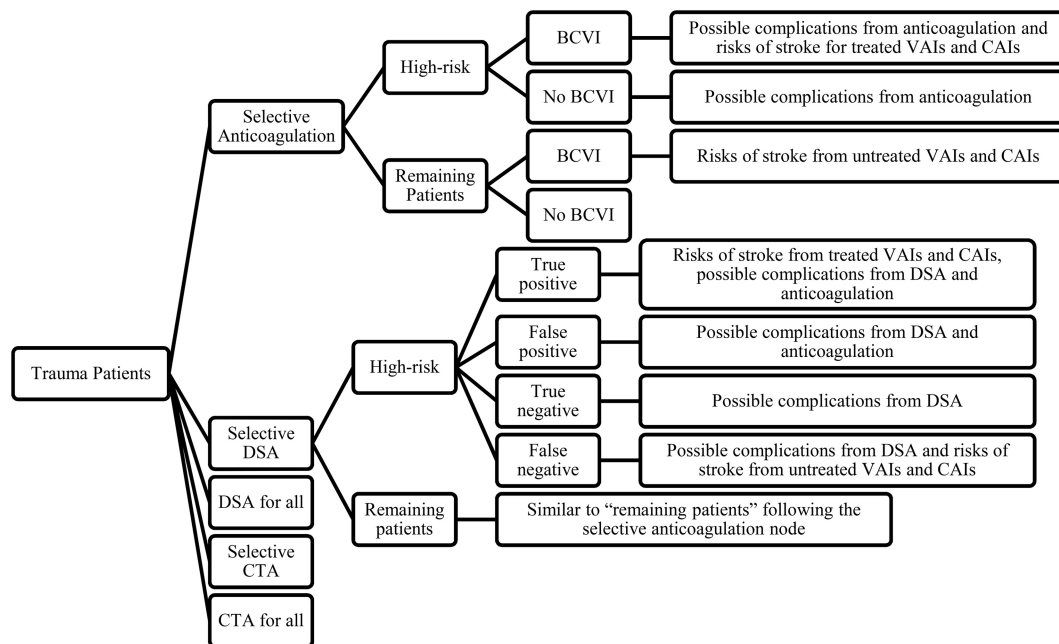 BCVI
Possible complications from anticoagulation and
risks of stroke for treated VAIs and CAIs
High-risk
No BCVI
Possible complications from anticoagulation
Selective
Anticoagulation
BCVI
Risks of stroke from untreated VAIs and CAIs
Remaining
Patients
No BCVI
True
positive
Risks of stroke from treated VAIs and CAIs,
possible complications from DSA and
anticoagulation
False
positive
Possible complications from DSA and
anticoagulation
High-risk
Trauma Patients
True
negative
Possible complications from DSA
Selective
DSA
False
negative
Possible complications from DSA and risks of
stroke from untreated VAIs and CAIs
DSA for all
Remaining
patients
Similar to “remaining patients” following the
selective anticoagulation node
Selective
CTA
CTA for all